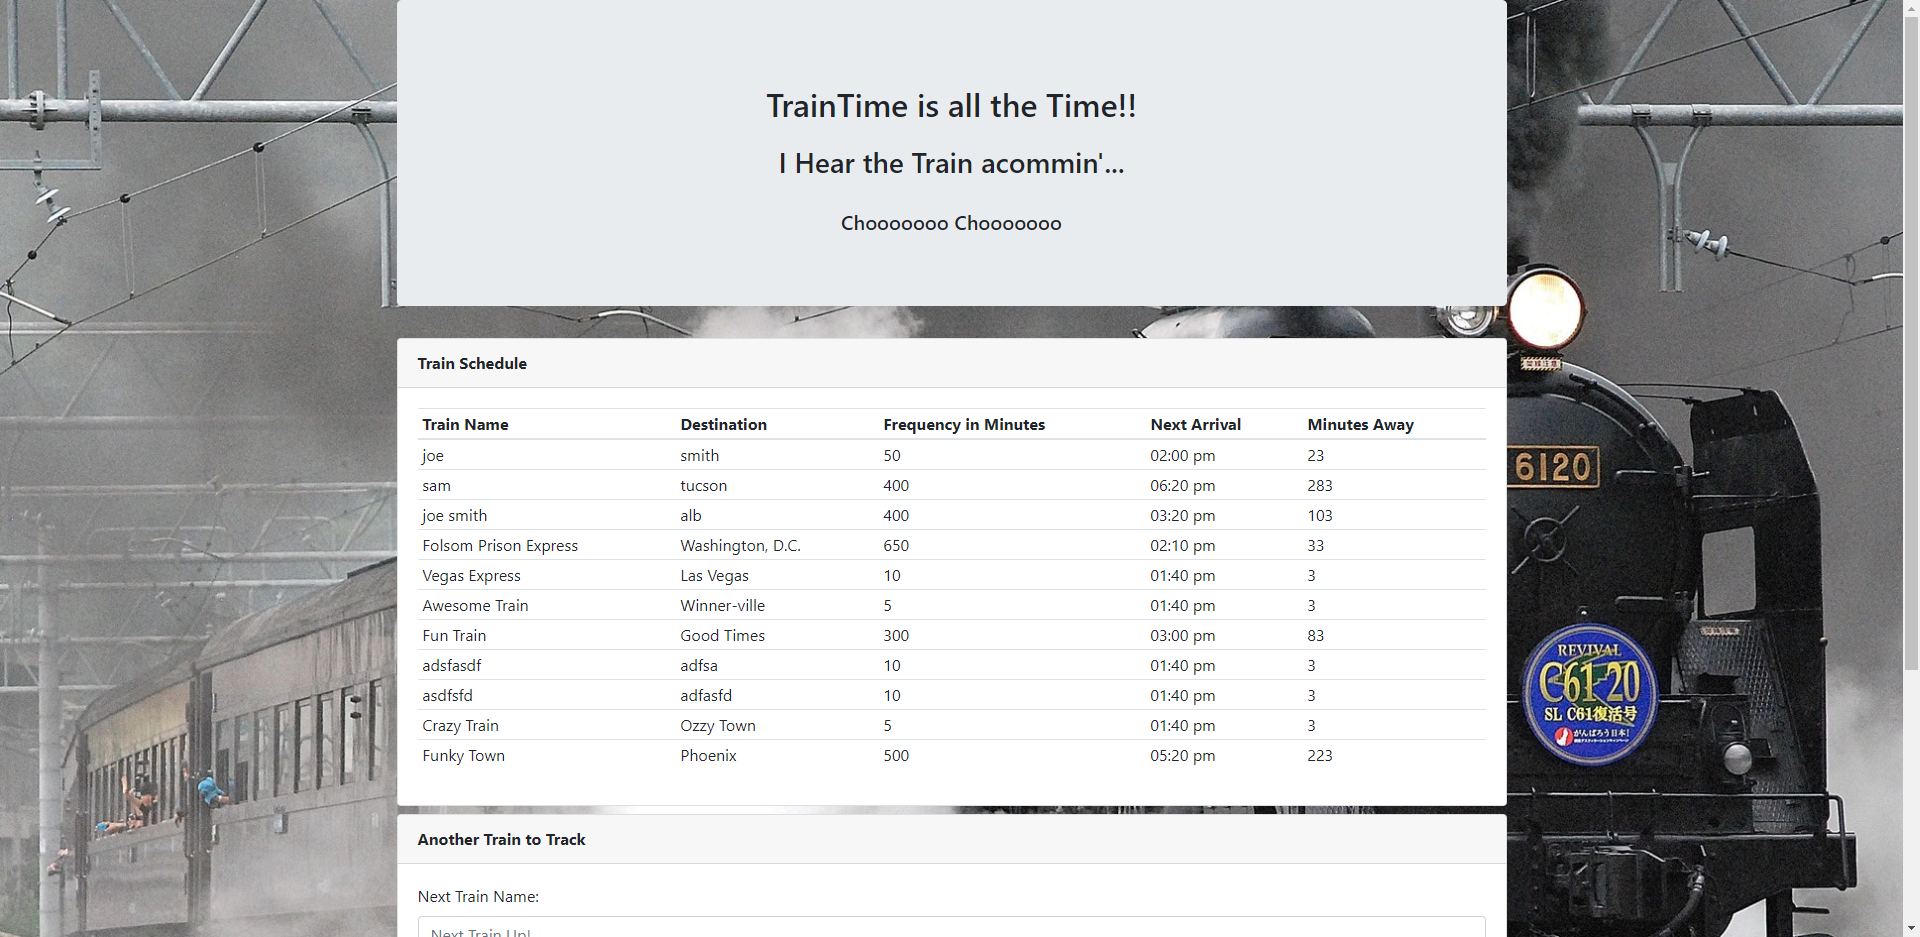 TrainTime is all the Time!!
I Hear the Train acommin'...
Chooooooo Chooooooo
Train Schedule
Train Name Destination Frequency in Minutes Next Arrival Minutes Away
joe smith 50 02:00 pm 23
sam tucson 400 06:20 pm 283
joe smith alb 400 03:20 pm 103
Folsom Prison Express Washington, D.C. 650 02:10 pm 33
Vegas Express Las Vegas 10 01:40 pm 3
Awesome Train Winner-ville 5 01:40 pm 3
Fun Train Good Times 300 03:00 pm 83
adsfasdf adfsa 10 01:40 pm 3
asdfsfd adfasfd 10 01:40 pm 3
Crazy Train Ozzy Town 5 01:40 pm 3
Funky Town Phoenix 500 05:20 pm 223
Another Train to Track
Next Train Name:
Next Train Up!
6120
REVIVAL
C61 20
SL C61復活号
がんばろう日本!